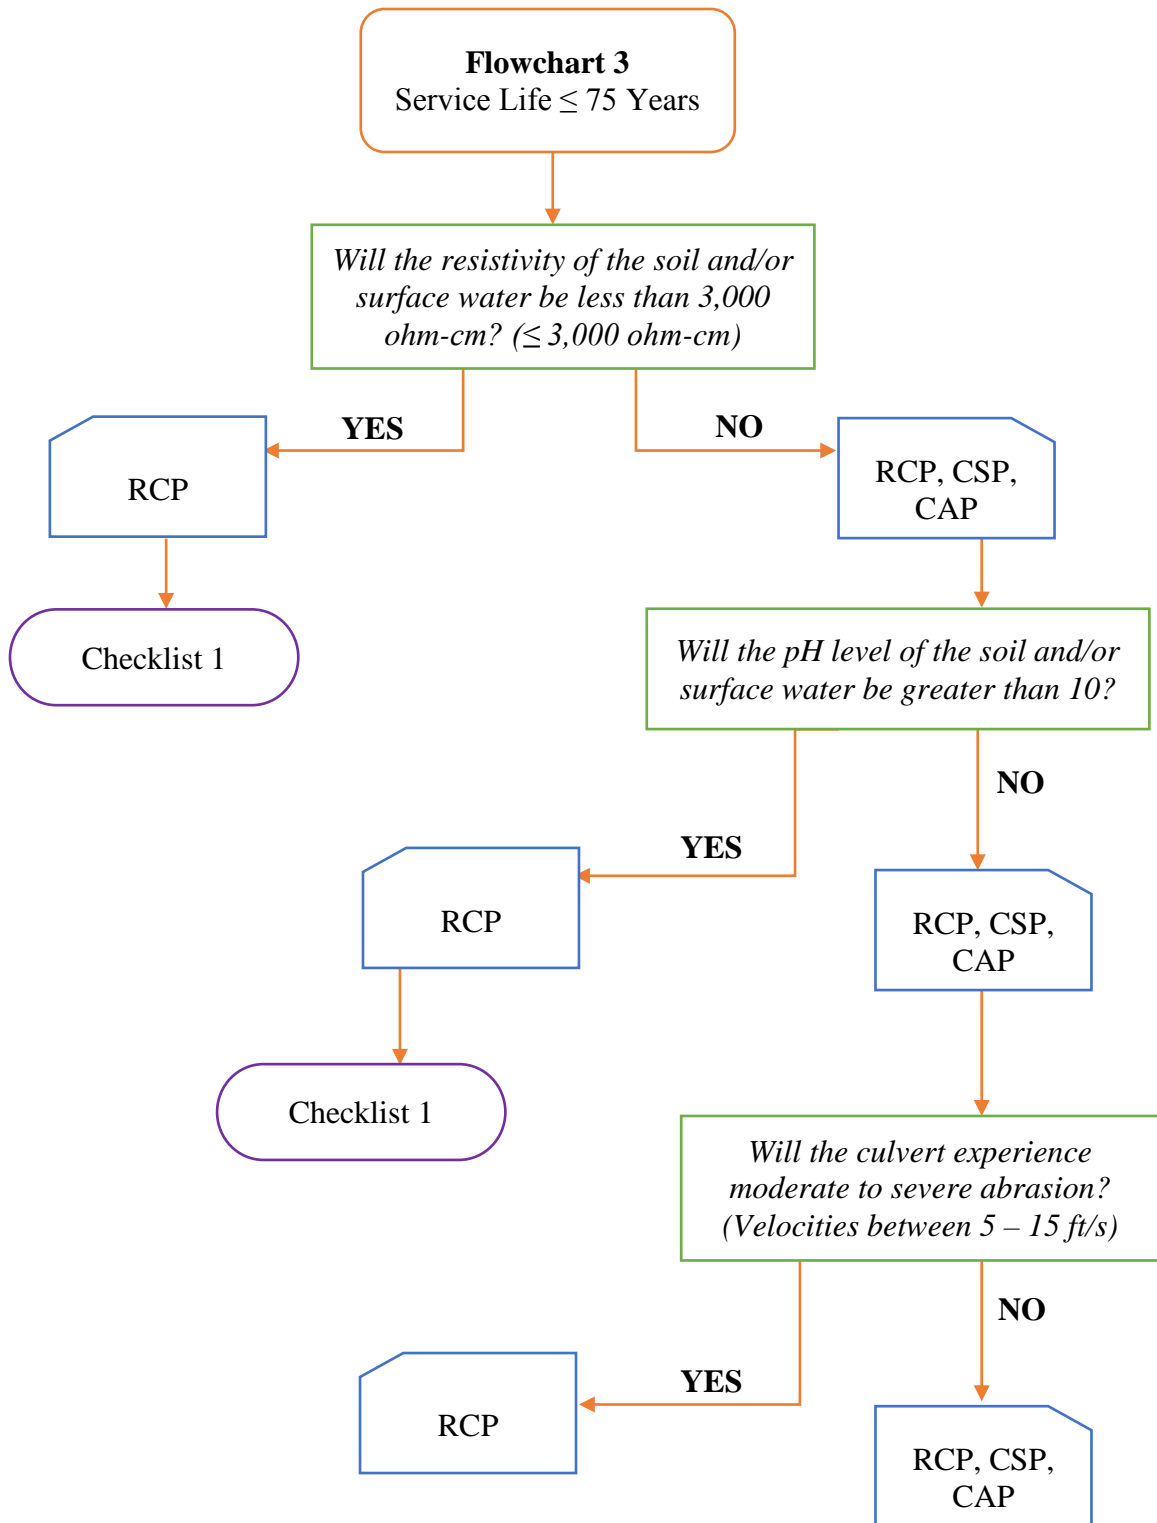 Flowchart 3
Service Life ≤ 75 Years
Will the resistivity of the soil and/or
surface water be less than 3,000
ohm-cm? (≤ 3,000 ohm-cm)
YES
NO
RCP
RCP, CSP,
CAP
Checklist 1
Will the pH level of the soil and/or
surface water be greater than 10?
NO
YES
RCP
RCP, CSP,
CAP
Checklist 1
Will the culvert experience
moderate to severe abrasion?
(Velocities between 5 – 15 ft/s)
NO
YES
RCP
RCP, CSP,
CAP